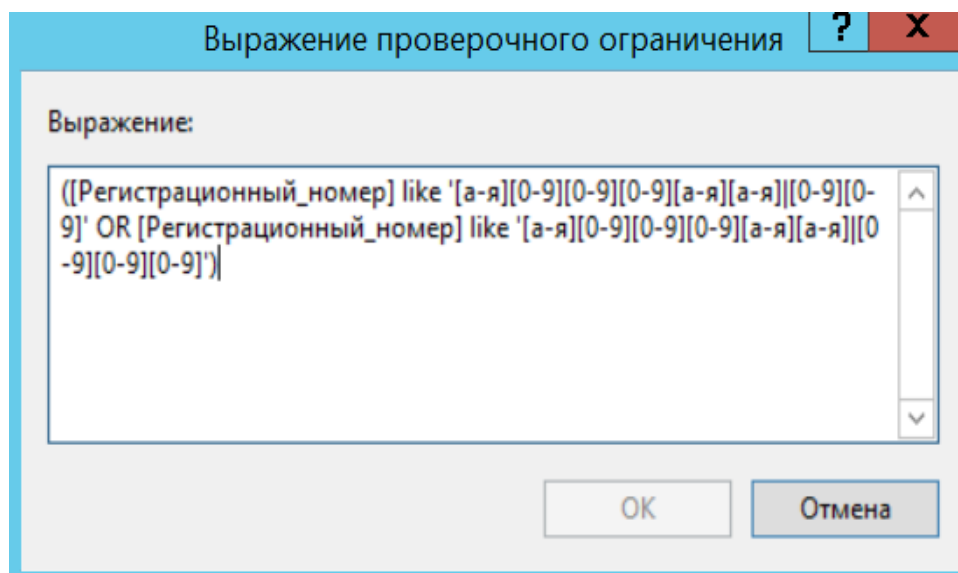 Выражение проверочного ограничения
? X
Выражение:
([Регистрационный_номер] like '[а-я][0-9][0-9][0-9][а-я][а-я]|[0-9][0-
9]' OR [Регистрационный_номер] like '[а-я][0-9][0-9][0-9][а-я][а-я]|[0
-9][0-9][0-9]')
OK
Отмена